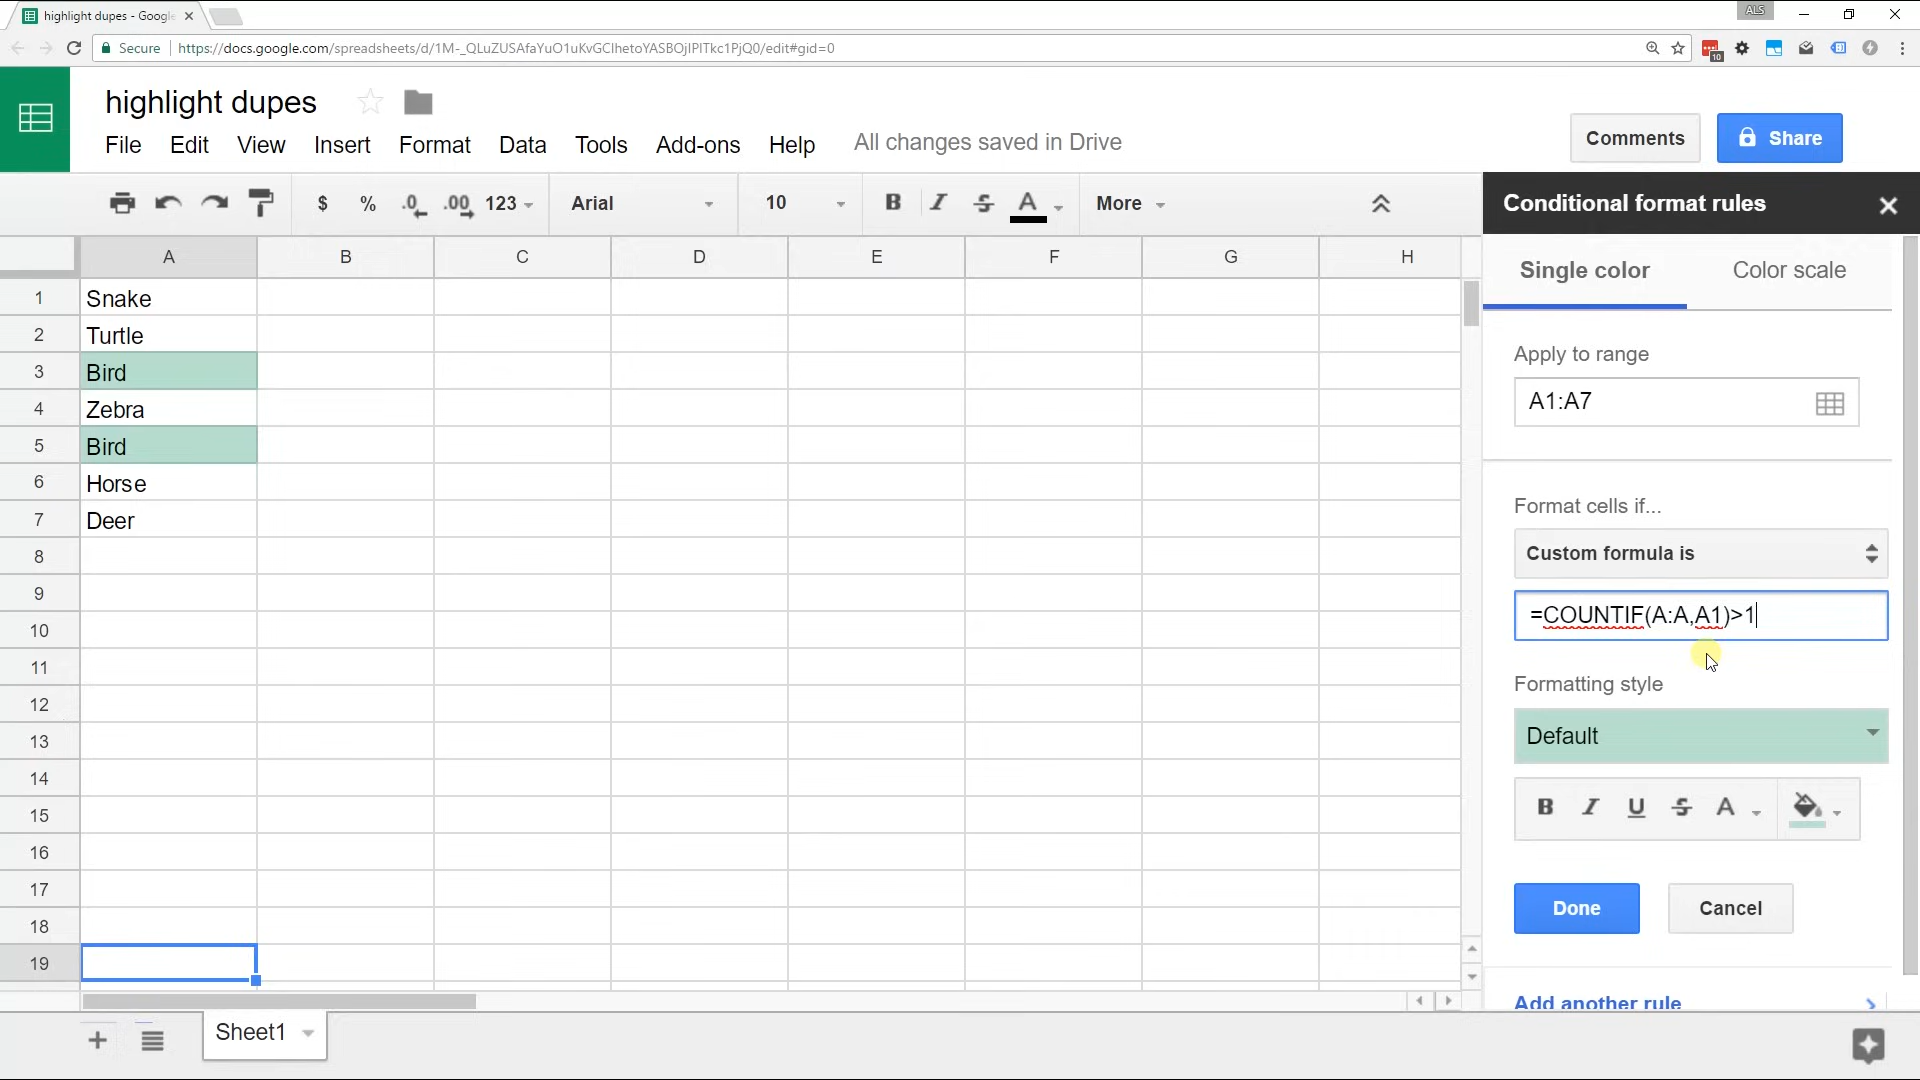 highlight dupes - Google
ALS
Secure https://docs.google.com/spreadsheets/d/1M-_QLuZUSAfaYuO1uKvGClhetoYASBOjlPlTkc1PjQ0/edit#gid=0
10
highlight dupes
File Edit View Insert Format Data Tools Add-ons Help All changes saved in Drive
Comments Share
$ % .0 .00 123 Arial 10 B I S A More
Conditional format rules
A B C D E F G H
Single color Color scale
1 Snake
2 Turtle
3 Bird
4 Zebra
5 Bird
6 Horse
7 Deer
8
9
10
11
12
13
14
15
16
17
18
19
Apply to range
A1:A7
Format cells if...
Custom formula is
=COUNTIF(A:A,A1)>1
Formatting style
Default
B I U S A
Done Cancel
Add another rule
Sheet1